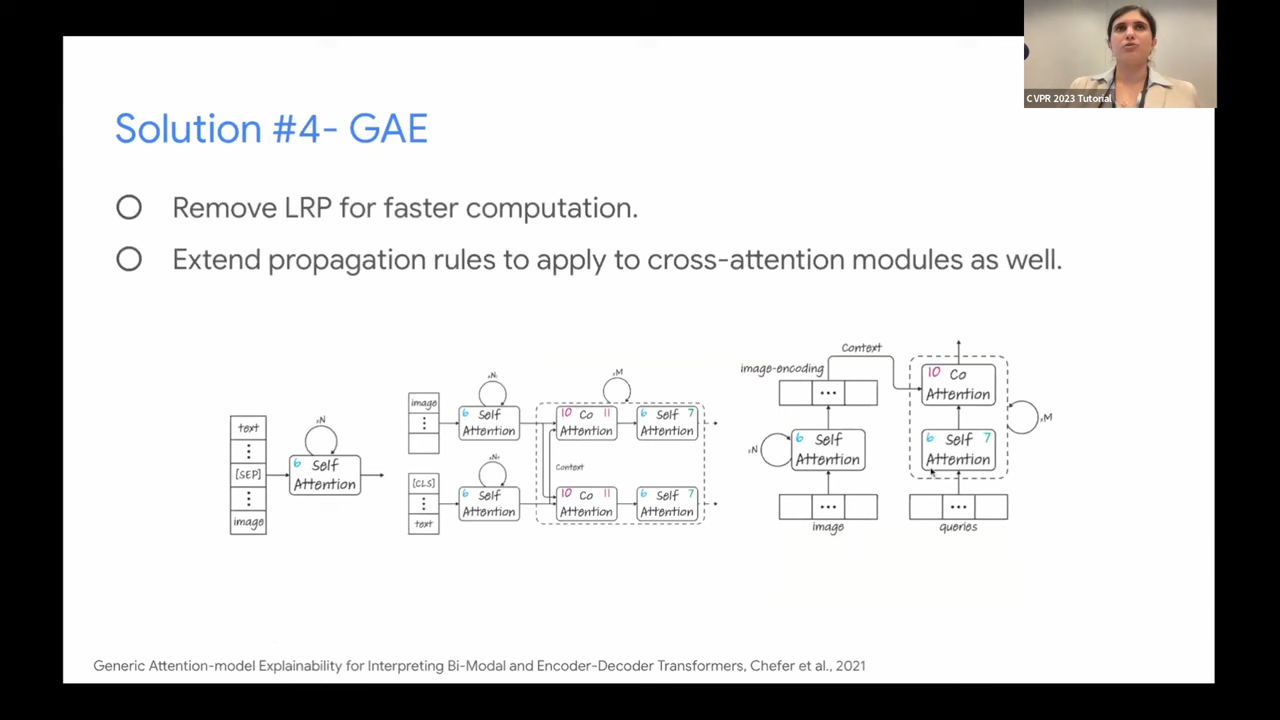 CVPR 2023 Tutorial
Solution #4- GAE
Remove LRP for faster computation.
Extend propagation rules to apply to cross-attention modules as well.
text
[SEP]
image
×N
6 Self
Attention
image
[CLS]
text
×Nᵢ
6 Self
Attention
×Nₜ
6 Self
Attention
×M
10 Co 11
Attention
6 Self 7
Attention
Context
10 Co 11
Attention
6 Self 7
Attention
Context
image-encoding
10 Co
Attention
×N
6 Self
Attention
6 Self 7
Attention
×M
image
queries
Generic Attention-model Explainability for Interpreting Bi-Modal and Encoder-Decoder Transformers, Chefer et al., 2021